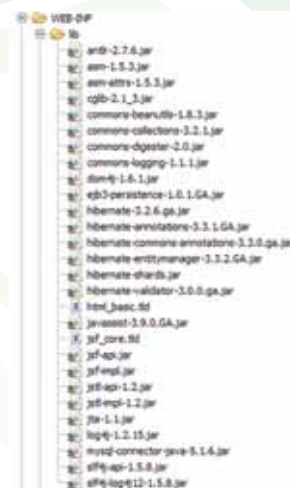 WEB-INF
lib
antlr-2.7.6.jar
asm-1.5.3.jar
asm-attrs-1.5.3.jar
cglib-2.1_3.jar
commons-beanutils-1.8.3.jar
commons-collections-3.2.1.jar
commons-digester-2.0.jar
commons-logging-1.1.1.jar
dom4j-1.6.1.jar
ejb3-persistence-1.0.1.GA.jar
hibernate-3.2.6.ga.jar
hibernate-annotations-3.3.1.GA.jar
hibernate-commons-annotations-3.3.0.ga.jar
hibernate-entitymanager-3.3.2.GA.jar
hibernate-shards.jar
hibernate-validator-3.0.0.ga.jar
html_basic.tld
javassist-3.9.0.GA.jar
jsf_core.tld
jsf-api.jar
jsf-impl.jar
jstl-api-1.2.jar
jstl-impl-1.2.jar
jta-1.1.jar
log4j-1.2.15.jar
mysql-connector-java-5.1.6.jar
slf4j-api-1.5.8.jar
slf4j-log4j12-1.5.8.jar